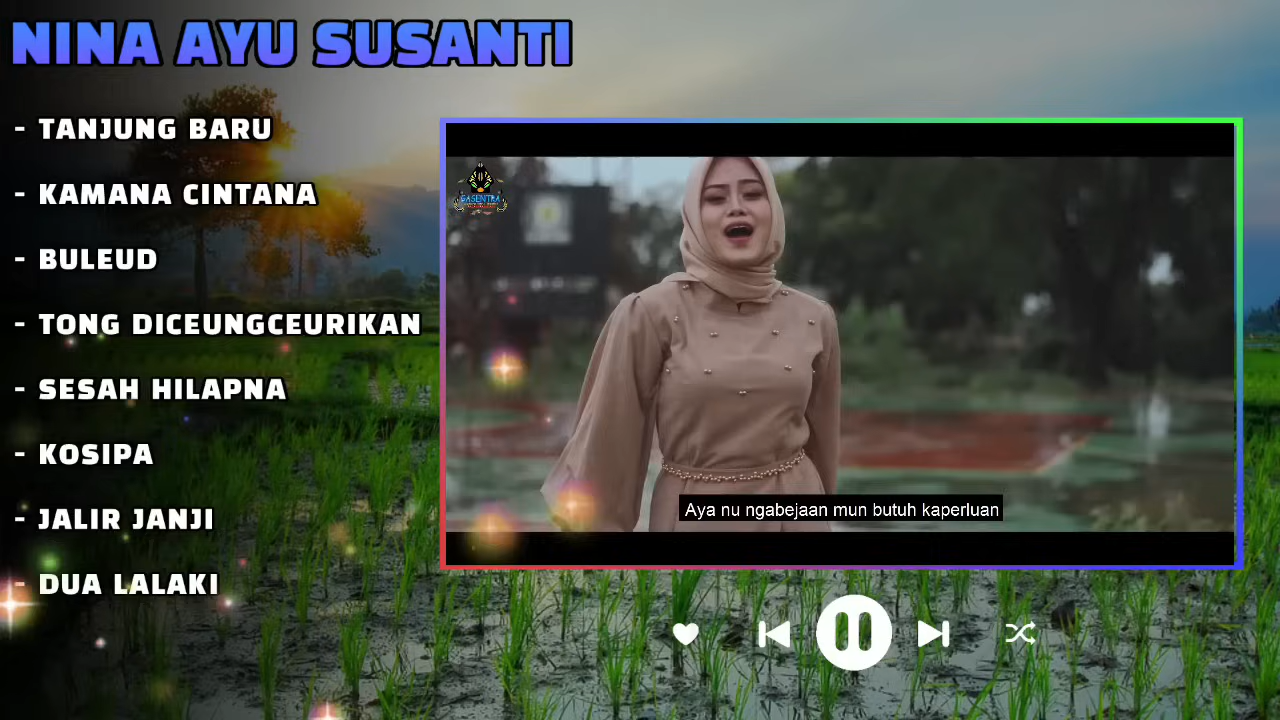 NINA AYU SUSANTI
- TANJUNG BARU
- KAMANA CINTANA
- BULEUD
- TONG DICEUNGCEURIKAN
- SESAH HILAPNA
- KOSIPA
- JALIR JANJI
- DUA LALAKI
GASENTRA
Aya nu ngabejaan mun butuh kaperluan